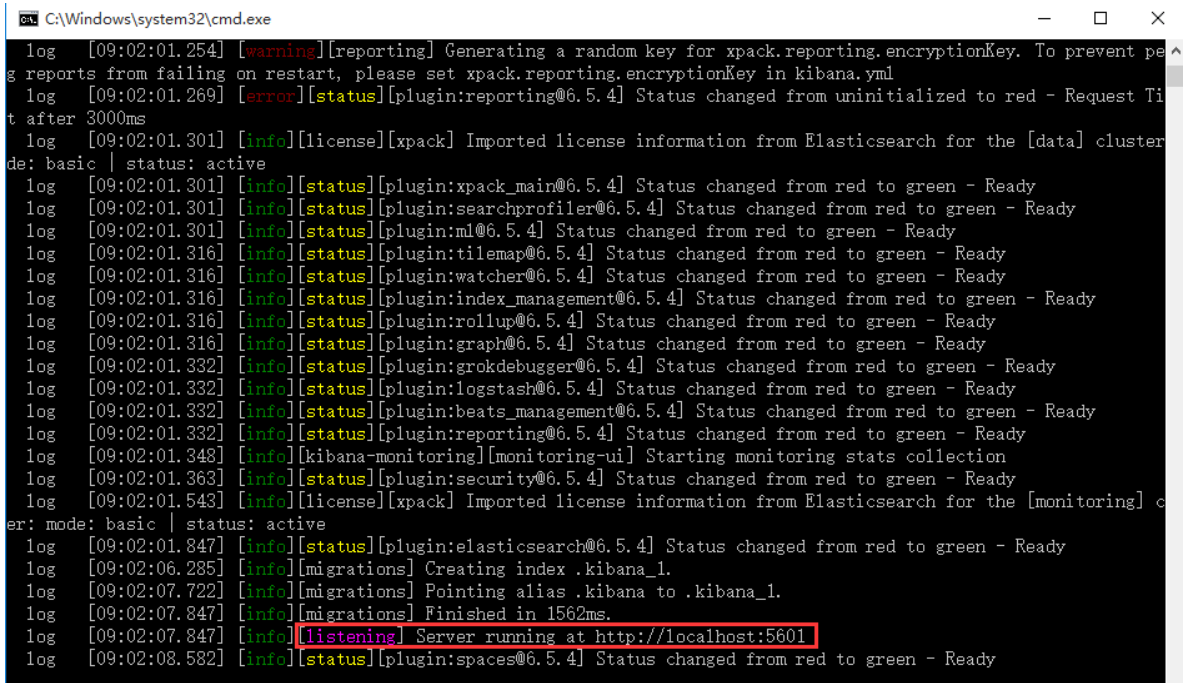 C:\Windows\system32\cmd.exe
log [09:02:01.254] [warning][reporting] Generating a random key for xpack.reporting.encryptionKey. To prevent pe
g reports from failing on restart, please set xpack.reporting.encryptionKey in kibana.yml
log [09:02:01.269] [error][status][plugin:reporting@6.5.4] Status changed from uninitialized to red - Request Ti
t after 3000ms
log [09:02:01.301] [info][license][xpack] Imported license information from Elasticsearch for the [data] cluster
de: basic | status: active
log [09:02:01.301] [info][status][plugin:xpack_main@6.5.4] Status changed from red to green - Ready
log [09:02:01.301] [info][status][plugin:searchprofiler@6.5.4] Status changed from red to green - Ready
log [09:02:01.301] [info][status][plugin:ml@6.5.4] Status changed from red to green - Ready
log [09:02:01.316] [info][status][plugin:tilemap@6.5.4] Status changed from red to green - Ready
log [09:02:01.316] [info][status][plugin:watcher@6.5.4] Status changed from red to green - Ready
log [09:02:01.316] [info][status][plugin:index_management@6.5.4] Status changed from red to green - Ready
log [09:02:01.316] [info][status][plugin:rollup@6.5.4] Status changed from red to green - Ready
log [09:02:01.316] [info][status][plugin:graph@6.5.4] Status changed from red to green - Ready
log [09:02:01.332] [info][status][plugin:grokdebugger@6.5.4] Status changed from red to green - Ready
log [09:02:01.332] [info][status][plugin:logstash@6.5.4] Status changed from red to green - Ready
log [09:02:01.332] [info][status][plugin:beats_management@6.5.4] Status changed from red to green - Ready
log [09:02:01.332] [info][status][plugin:reporting@6.5.4] Status changed from red to green - Ready
log [09:02:01.348] [info][kibana-monitoring][monitoring-ui] Starting monitoring stats collection
log [09:02:01.363] [info][status][plugin:security@6.5.4] Status changed from red to green - Ready
log [09:02:01.543] [info][license][xpack] Imported license information from Elasticsearch for the [monitoring] c
er: mode: basic | status: active
log [09:02:01.847] [info][status][plugin:elasticsearch@6.5.4] Status changed from red to green - Ready
log [09:02:06.285] [info][migrations] Creating index .kibana_1.
log [09:02:07.722] [info][migrations] Pointing alias .kibana to .kibana_1.
log [09:02:07.847] [info][migrations] Finished in 1562ms.
log [09:02:07.847] [info][listening] Server running at http://localhost:5601
log [09:02:08.582] [info][status][plugin:spaces@6.5.4] Status changed from red to green - Ready